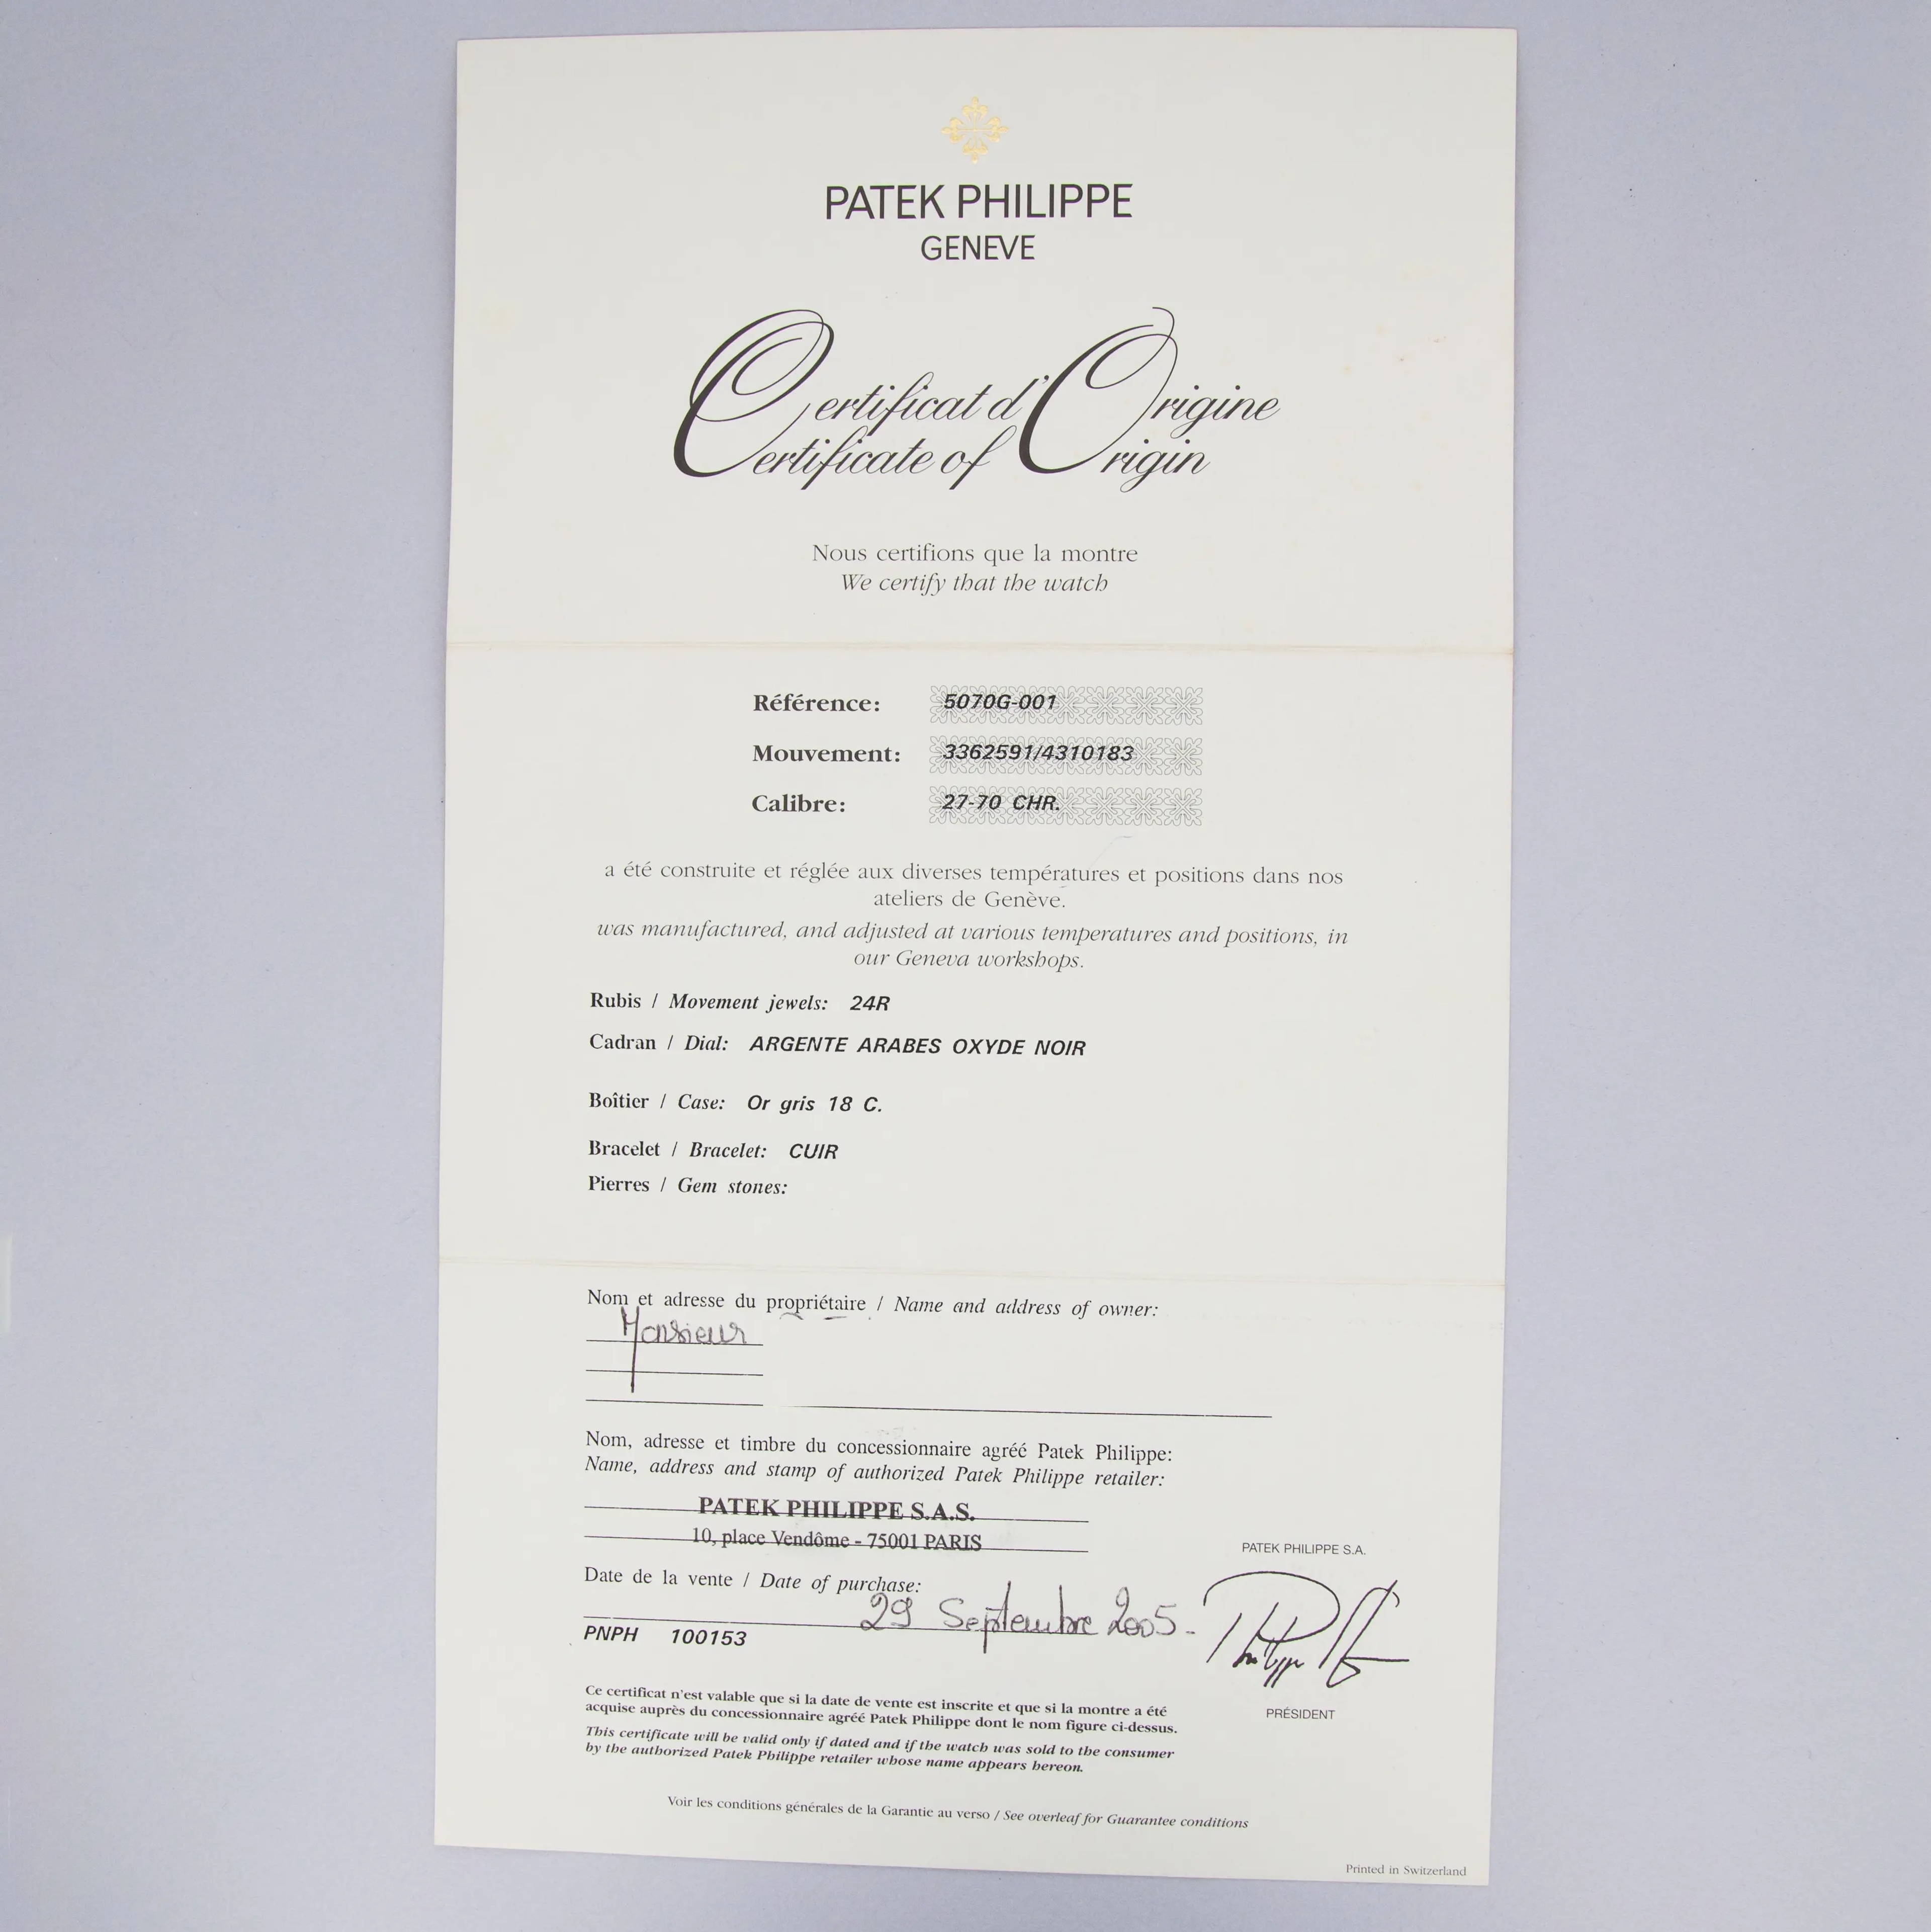 PATEK PHILIPPE
GENEVE
Certificat d'Origine
Certificate of Origin
Nous certifions que la montre
We certify that the watch
Référence: 5070G-001
Mouvement: 3362591/4310183
Calibre: 27-70 CHR.
a été construite et réglée aux diverses températures et positions dans nos
ateliers de Genève.
was manufactured, and adjusted at various temperatures and positions, in
our Geneva workshops.
Rubis / Movement jewels: 24R
Cadran / Dial: ARGENTE ARABES OXYDE NOIR
Boîtier / Case: Or gris 18 C.
Bracelet / Bracelet: CUIR
Pierres / Gem stones:
Nom et adresse du propriétaire / Name and address of owner:
Monsieur
Nom, adresse et timbre du concessionnaire agréé Patek Philippe:
Name, address and stamp of authorized Patek Philippe retailer:
PATEK PHILIPPE S.A.S.
10, place Vendôme - 75001 PARIS
PATEK PHILIPPE S.A.
Date de la vente / Date of purchase:
29 Septembre 2005-
PNPH 100153
PRÉSIDENT
Ce certificat n'est valable que si la date de vente est inscrite et que si la montre a été
acquise auprès du concessionnaire agréé Patek Philippe dont le nom figure ci-dessus.
This certificate will be valid only if dated and if the watch was sold to the consumer
by the authorized Patek Philippe retailer whose name appears hereon.
Voir les conditions générales de la Garantie au verso / See overleaf for Guarantee conditions
Printed in Switzerland